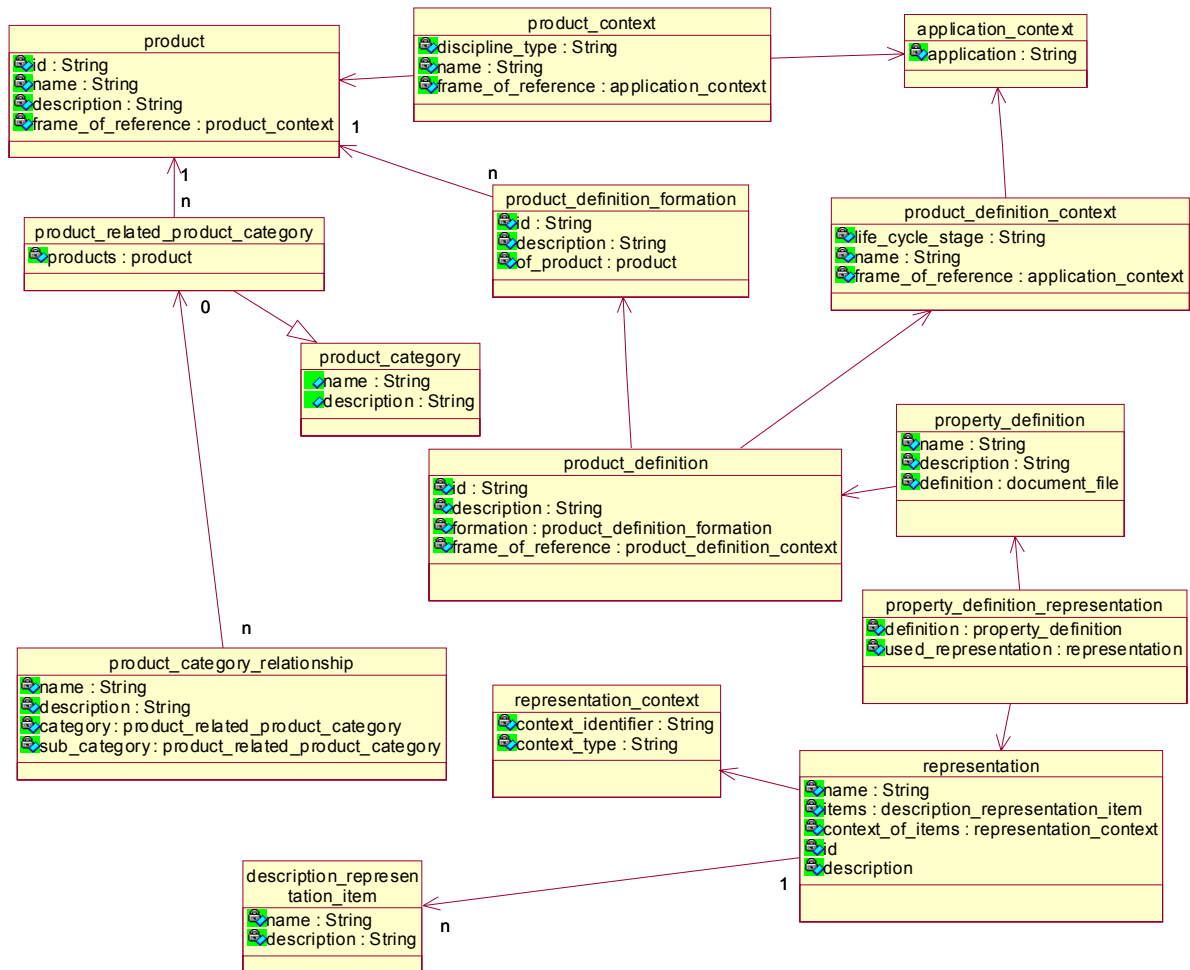 product
id : String
name : String
description : String
frame_of_reference : product_context
product_context
discipline_type : String
name : String
frame_of_reference : application_context
application_context
application : String
1
n
1
n
product_related_product_category
products : product
product_definition_formation
id : String
description : String
of_product : product
product_definition_context
life_cycle_stage : String
name : String
frame_of_reference : application_context
0
product_category
name : String
description : String
product_definition
id : String
description : String
formation : product_definition_formation
frame_of_reference : product_definition_context
property_definition
name : String
description : String
definition : document_file
property_definition_representation
definition : property_definition
used_representation : representation
n
product_category_relationship
name : String
description : String
category : product_related_product_category
sub_category : product_related_product_category
representation_context
context_identifier : String
context_type : String
representation
name : String
items : description_representation_item
context_of_items : representation_context
id
description
1
n
description_represen
tation_item
name : String
description : String